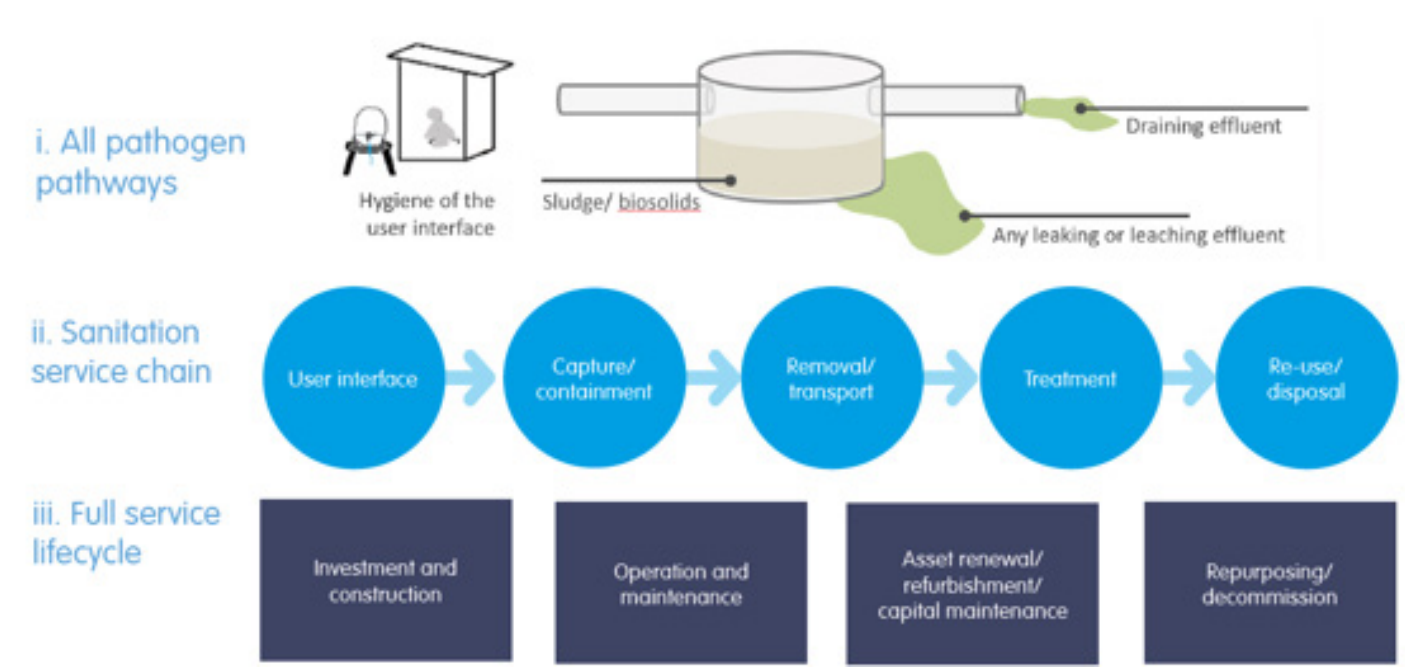 i. All pathogen
pathways
Hygiene of the
user interface
Sludge/ biosolids
Draining effluent
Any leaking or leaching effluent
ii. Sanitation
service chain
User interface
Capture/
containment
Removal/
transport
Treatment
Re-use/
disposal
iii. Full service
lifecycle
Investment and
construction
Operation and
maintenance
Asset renewal/
refurbishment/
capital maintenance
Repurposing/
decommission